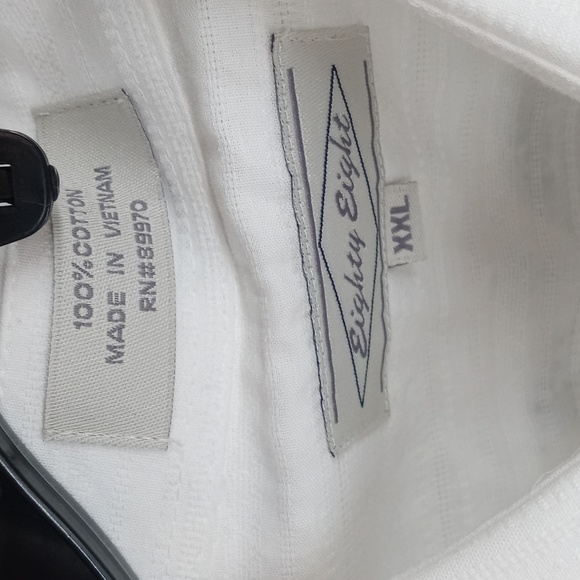 Eighty Eight
XXL
100% COTTON
MADE IN VIETNAM
RN#89970